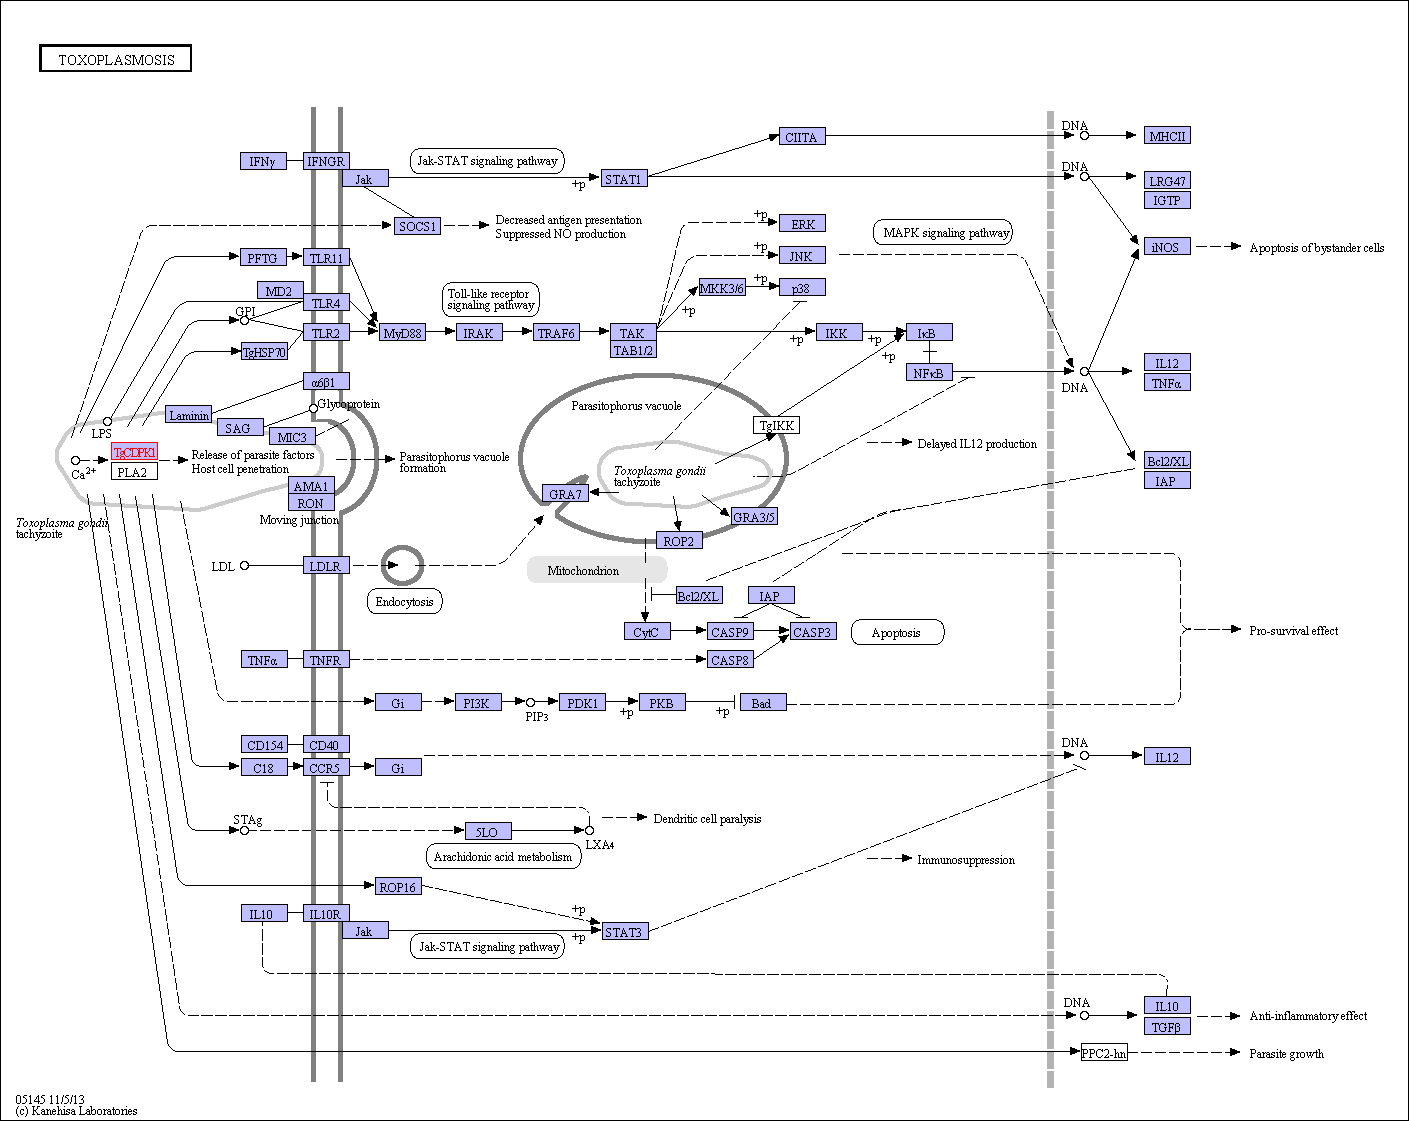 TOXOPLASMOSIS
DNA
CIITA
MHCII
IFNγ
IFNGR
Jak-STAT signaling pathway
Jak
+p
STAT1
DNA
LRG47
IGTP
SOCS1
Decreased antigen presentation
Suppressed NO production
+p
ERK
MAPK signaling pathway
iNOS
Apoptosis of bystander cells
PFTG
TLR11
+p
JNK
MD2
TLR4
Toll-like receptor
signaling pathway
MKK3/6
+p
p38
+p
GPI
TLR2
MyD88
IRAK
TRAF6
TAK
TAB1/2
+p
IKK
+p
IκB
+p
TgHSP70
NFκB
DNA
IL12
TNFα
α6β1
Laminin
Glycoprotein
SAG
MIC3
LPS
Parasitophorus vacuole
TgIKK
Delayed IL12 production
Ca2+
TgCDPK1
PLA2
Release of parasite factors
Host cell penetration
Parasitophorus vacuole
formation
Toxoplasma gondii
tachyzoite
Bcl2/XL
IAP
AMA1
RON
Moving junction
GRA7
GRA3/5
ROP2
Toxoplasma gondii
tachyzoite
LDL
LDLR
Endocytosis
Mitochondrion
Bcl2/XL
IAP
CytC
CASP9
CASP3
Apoptosis
Pro-survival effect
TNFα
TNFR
CASP8
Gi
PI3K
PIP3
PDK1
+p
PKB
+p
Bad
CD154
CD40
DNA
IL12
C18
CCR5
Gi
STAg
5LO
LXA4
Dendritic cell paralysis
Arachidonic acid metabolism
Immunosuppression
ROP16
IL10
IL10R
Jak
+p
+p
STAT3
Jak-STAT signaling pathway
DNA
IL10
TGFβ
Anti-inflammatory effect
PPC2-hn
Parasite growth
05145 11/5/13
(c) Kanehisa Laboratories